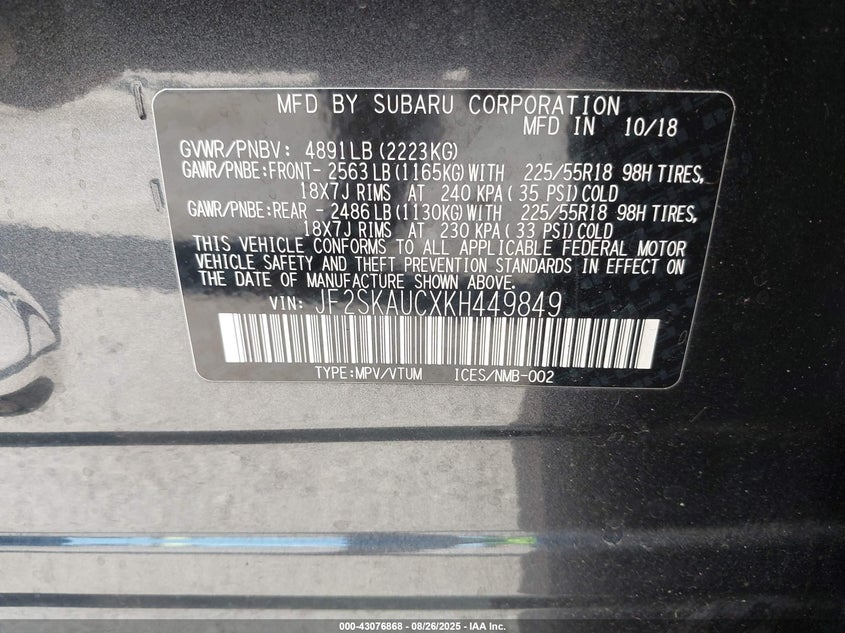 MFD BY SUBARU CORPORATION
MFD IN 10/18
GVWR/PNBV: 4891LB(2223KG)
GAWR/PNBE:FRONT- 2563LB(1165KG)WITH 225/55R18 98H TIRES,
18X7J RIMS AT 240 KPA(35 PSI)COLD
GAWR/PNBE:REAR - 2486LB(1130KG)WITH 225/55R18 98H TIRES,
18X7J RIMS AT 230 KPA(33 PSI)COLD
THIS VEHICLE CONFORMS TO ALL APPLICABLE FEDERAL MOTOR
VEHICLE SAFETY AND THEFT PREVENTION STANDARDS IN EFFECT ON
THE DATE OF MANUFACTURE SHOWN ABOVE.
VIN: JF2SKAUCXKH449849
TYPE:MPV/VTUM ICES/NMB-002
000-43076868 - 08/26/2025 - IAA Inc.